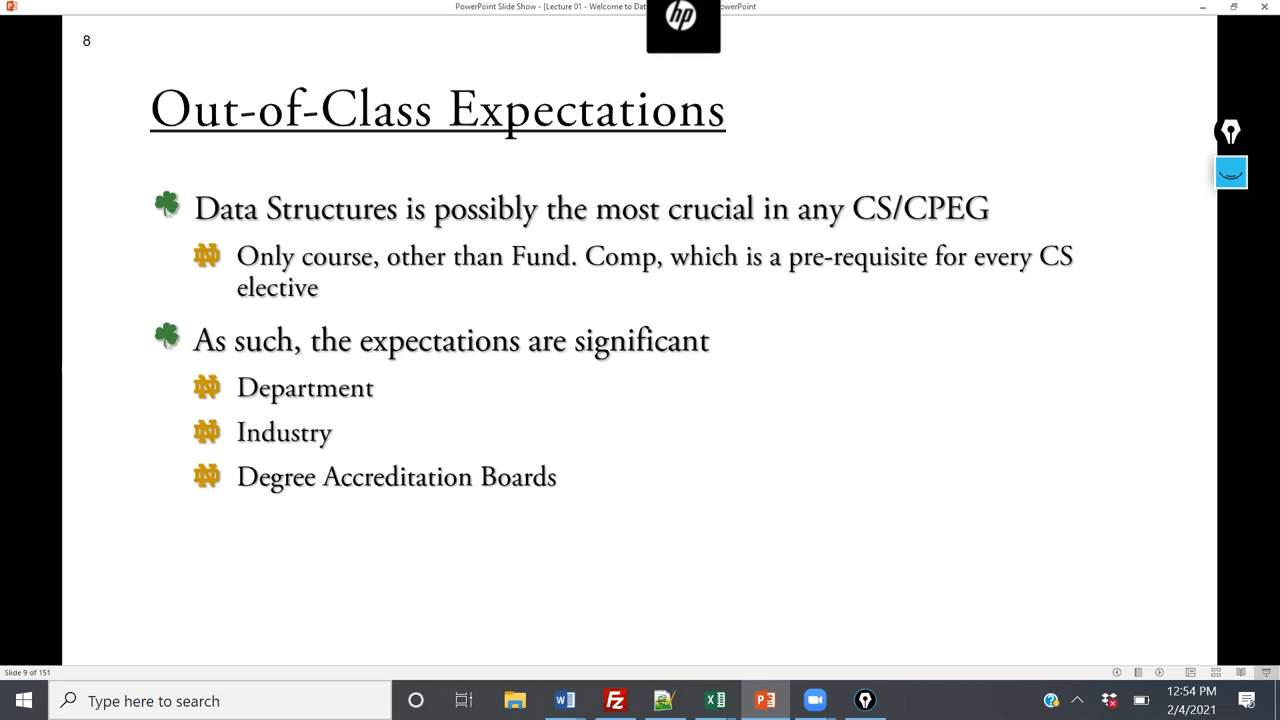 PowerPoint Slide Show - [Lecture 01 - Welcome to Dat
owerPoint
hp
8
Out-of-Class Expectations
Data Structures is possibly the most crucial in any CS/CPEG
Only course, other than Fund. Comp, which is a pre-requisite for every CS
elective
As such, the expectations are significant
Department
Industry
Degree Accreditation Boards
Slide 9 of 151
Type here to search
12:54 PM
2/4/2021